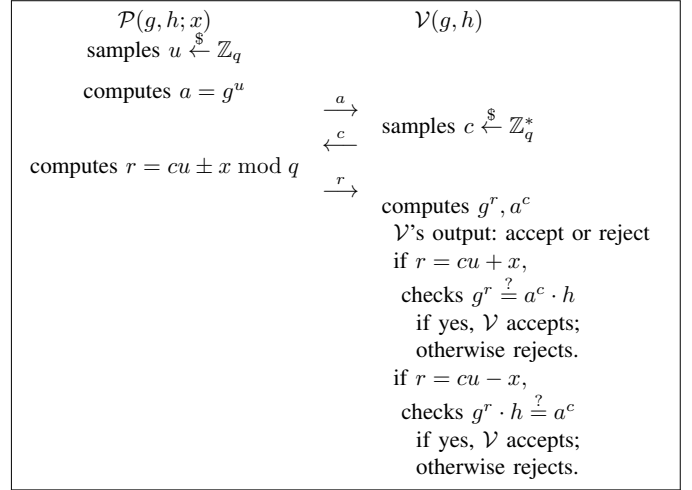 𝒫(g, h; x) 𝒱(g, h)
samples u ←$ ℤ_q
computes a = g^u
a →
samples c ←$ ℤ_q^*
c ←
computes r = cu ± x mod q
r →
computes g^r, a^c
𝒱's output: accept or reject
if r = cu + x,
checks g^r ≟ a^c · h
if yes, 𝒱 accepts;
otherwise rejects.
if r = cu − x,
checks g^r · h ≟ a^c
if yes, 𝒱 accepts;
otherwise rejects.